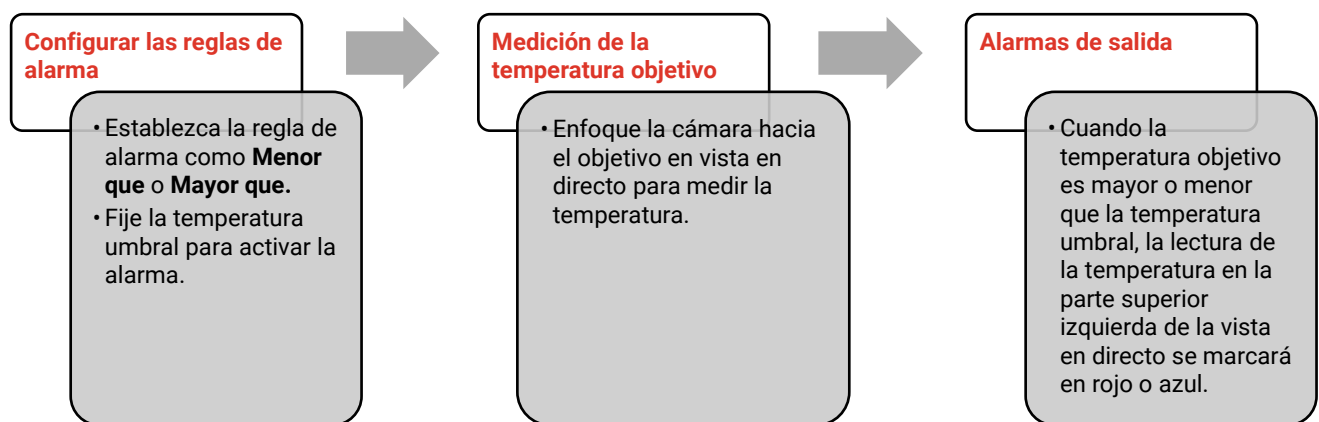 Configurar las reglas de
alarma
• Establezca la regla de
alarma como Menor
que o Mayor que.
• Fije la temperatura
umbral para activar la
alarma.
Medición de la
temperatura objetivo
• Enfoque la cámara hacia
el objetivo en vista en
directo para medir la
temperatura.
Alarmas de salida
• Cuando la
temperatura objetivo
es mayor o menor
que la temperatura
umbral, la lectura de
la temperatura en la
parte superior
izquierda de la vista
en directo se marcará
en rojo o azul.